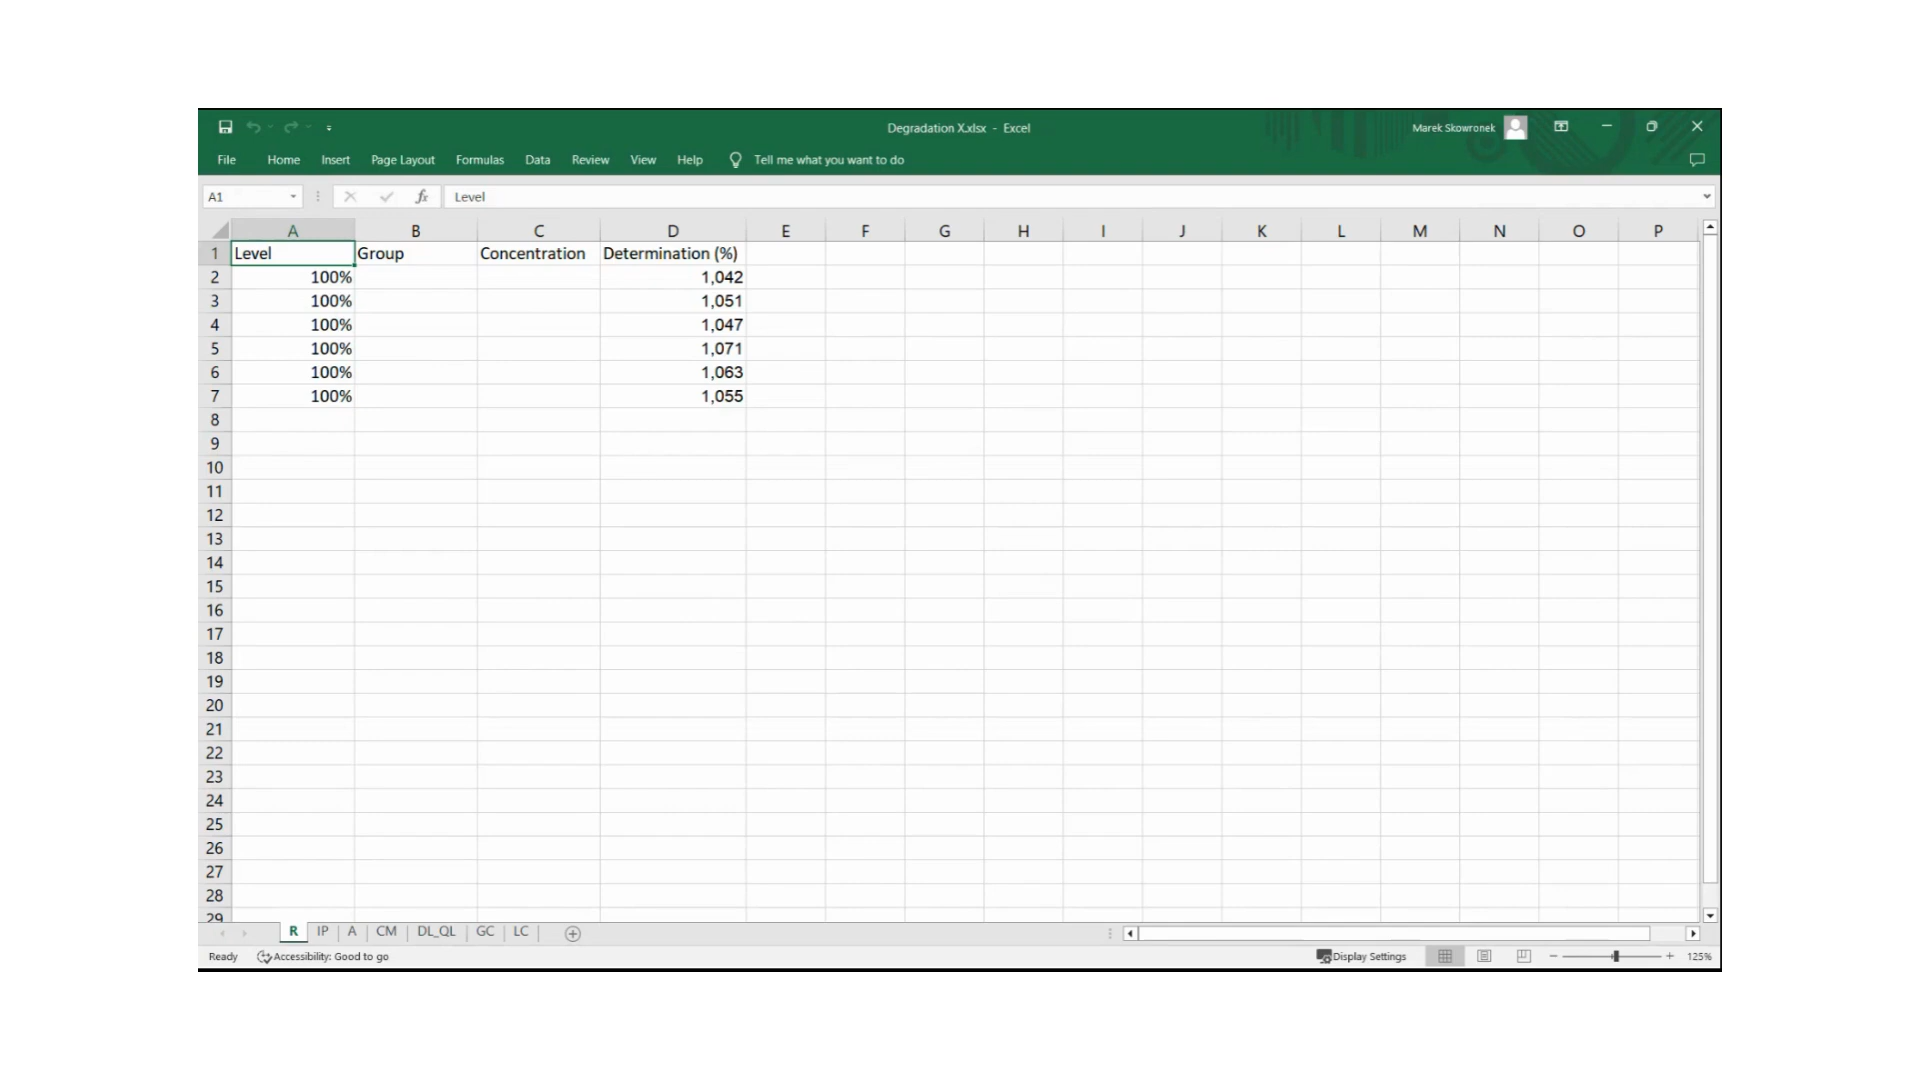 Degradation X.xlsx - Excel
Marek Skowronek
File Home Insert Page Layout Formulas Data Review View Help Tell me what you want to do
A1 fx Level
A B C D E F G H I J K L M N O P
1 Level Group Concentration Determination (%)
2 100% 1,042
3 100% 1,051
4 100% 1,047
5 100% 1,071
6 100% 1,063
7 100% 1,055
8
9
10
11
12
13
14
15
16
17
18
19
20
21
22
23
24
25
26
27
28
29
R IP A CM DL_QL GC LC
Ready Accessibility: Good to go Display Settings 125%